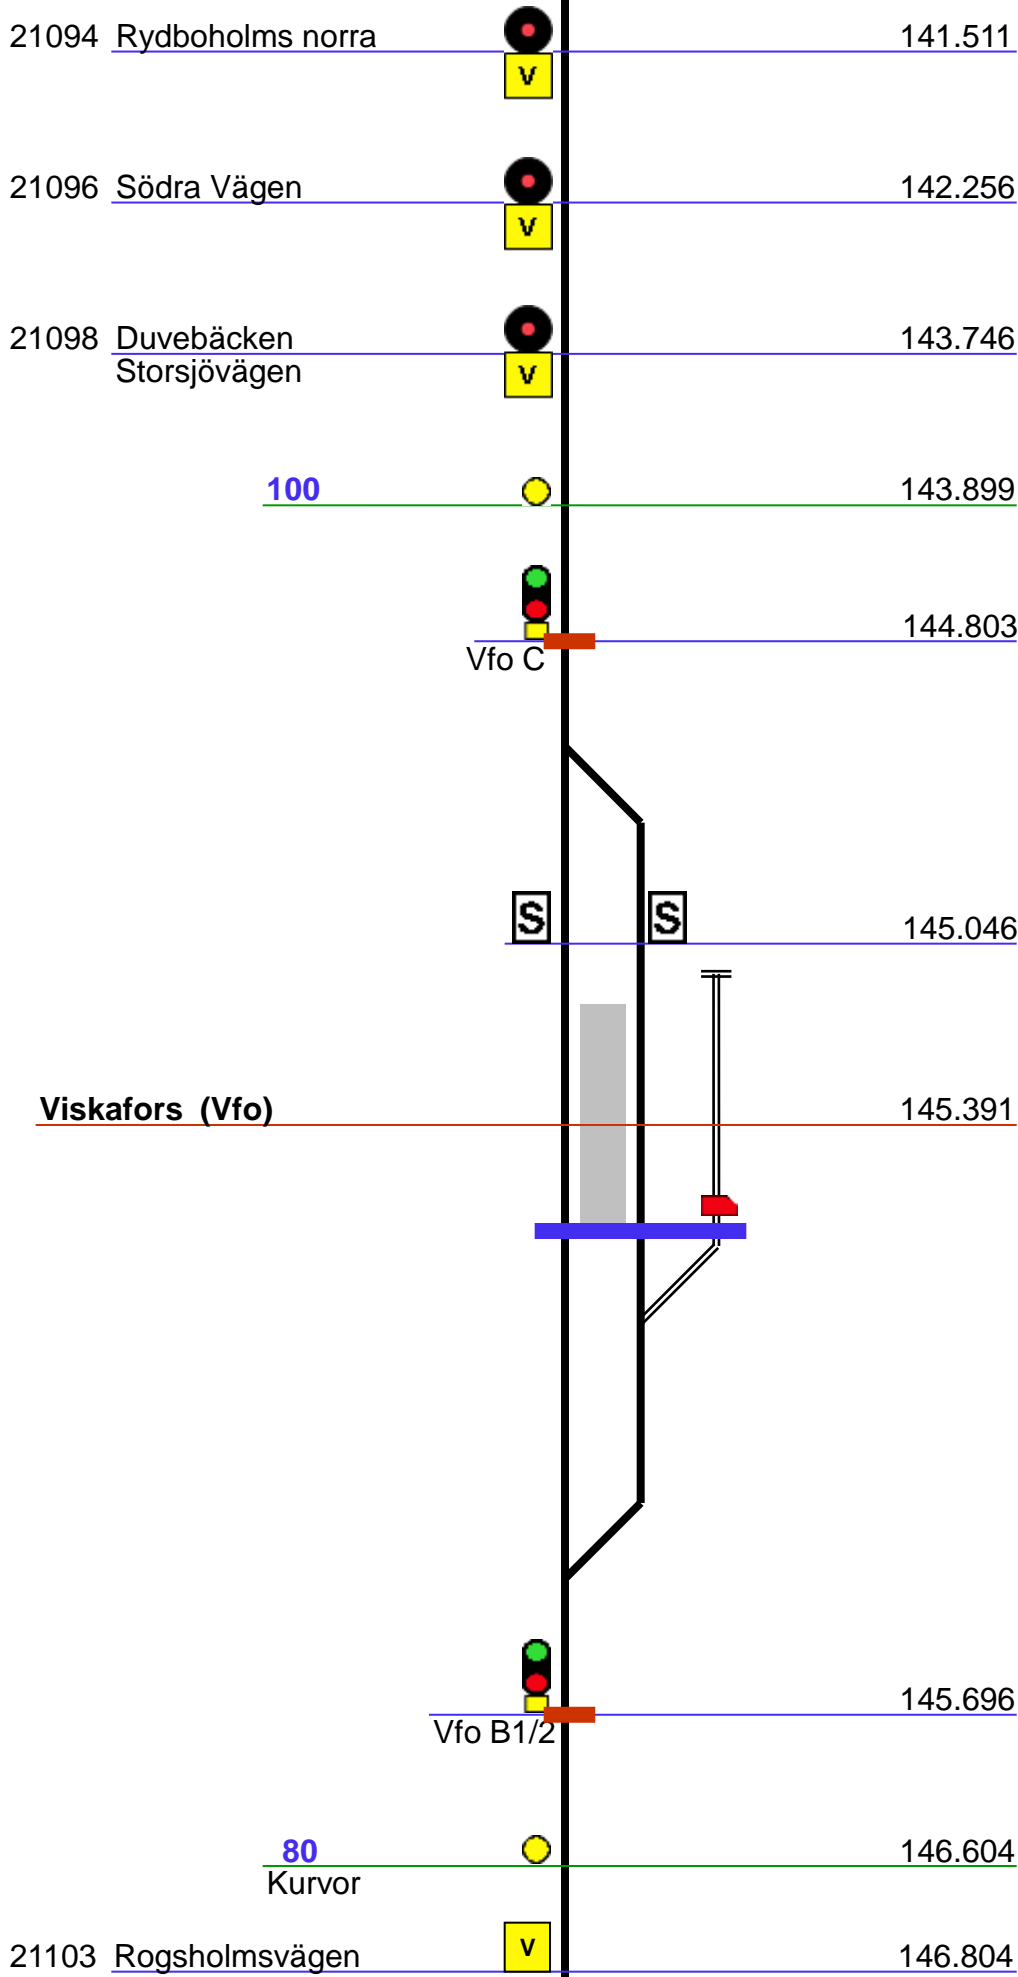 21094 Rydboholms norra 141.511
V
21096 Södra Vägen 142.256
V
21098 Duvebäcken 143.746
Storsjövägen
V
100 143.899
144.803
Vfo C
S S
145.046
Viskafors (Vfo) 145.391
145.696
Vfo B1/2
80 146.604
Kurvor
21103 Rogsholmsvägen V 146.804